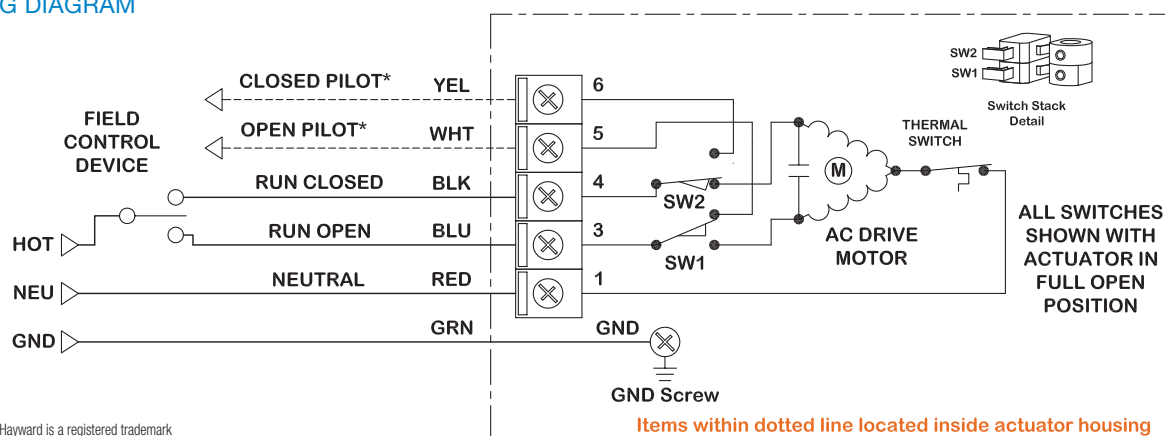 G DIAGRAM
SW2
SW1
Switch Stack
Detail
CLOSED PILOT*
YEL
6
OPEN PILOT*
WHT
5
FIELD
CONTROL
DEVICE
RUN CLOSED
BLK
4
SW2
RUN OPEN
BLU
3
SW1
HOT
NEUTRAL
RED
1
NEU
GRN
GND
GND
GND Screw
M
AC DRIVE
MOTOR
THERMAL
SWITCH
ALL SWITCHES
SHOWN WITH
ACTUATOR IN
FULL OPEN
POSITION
Hayward is a registered trademark
Items within dotted line located inside actuator housing